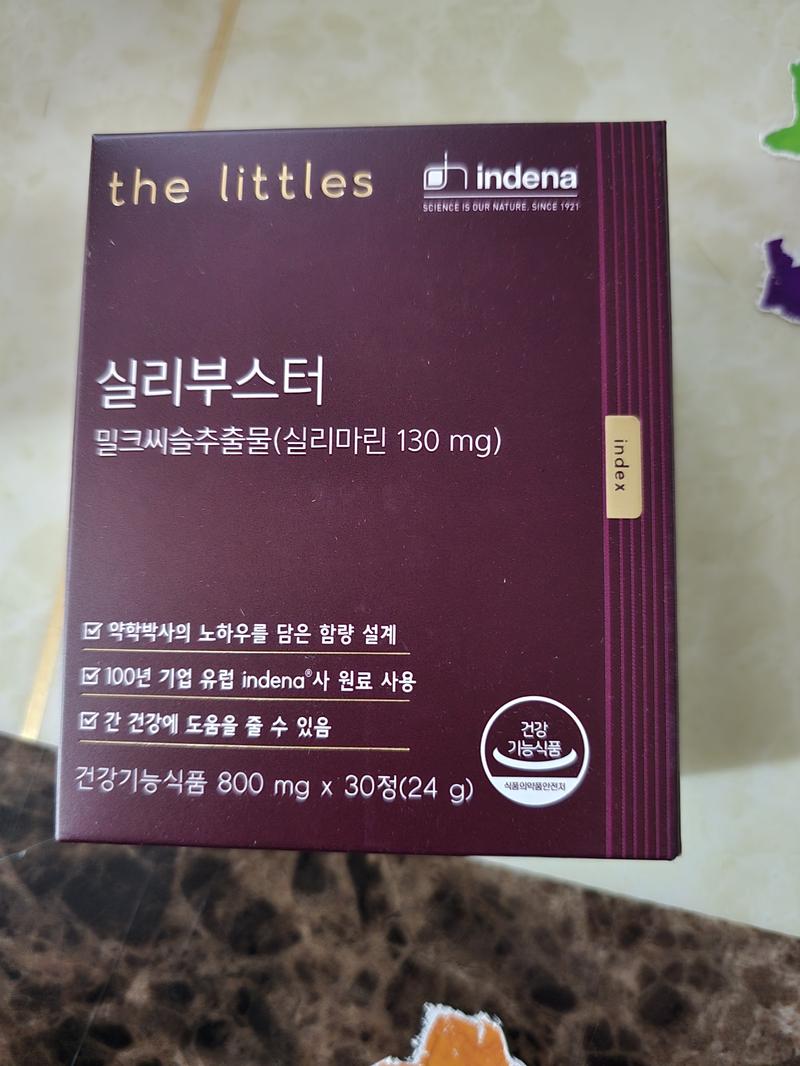 the littles
indena
SCIENCE IS OUR NATURE. SINCE 1921
실리부스터
밀크씨슬추출물(실리마린 130 mg)
index
약학박사의 노하우를 담은 함량 설계
100년 기업 유럽 indena®사 원료 사용
간 건강에 도움을 줄 수 있음
건강기능식품 800 mg x 30정(24 g)
건강
기능식품
식품의약품안전처